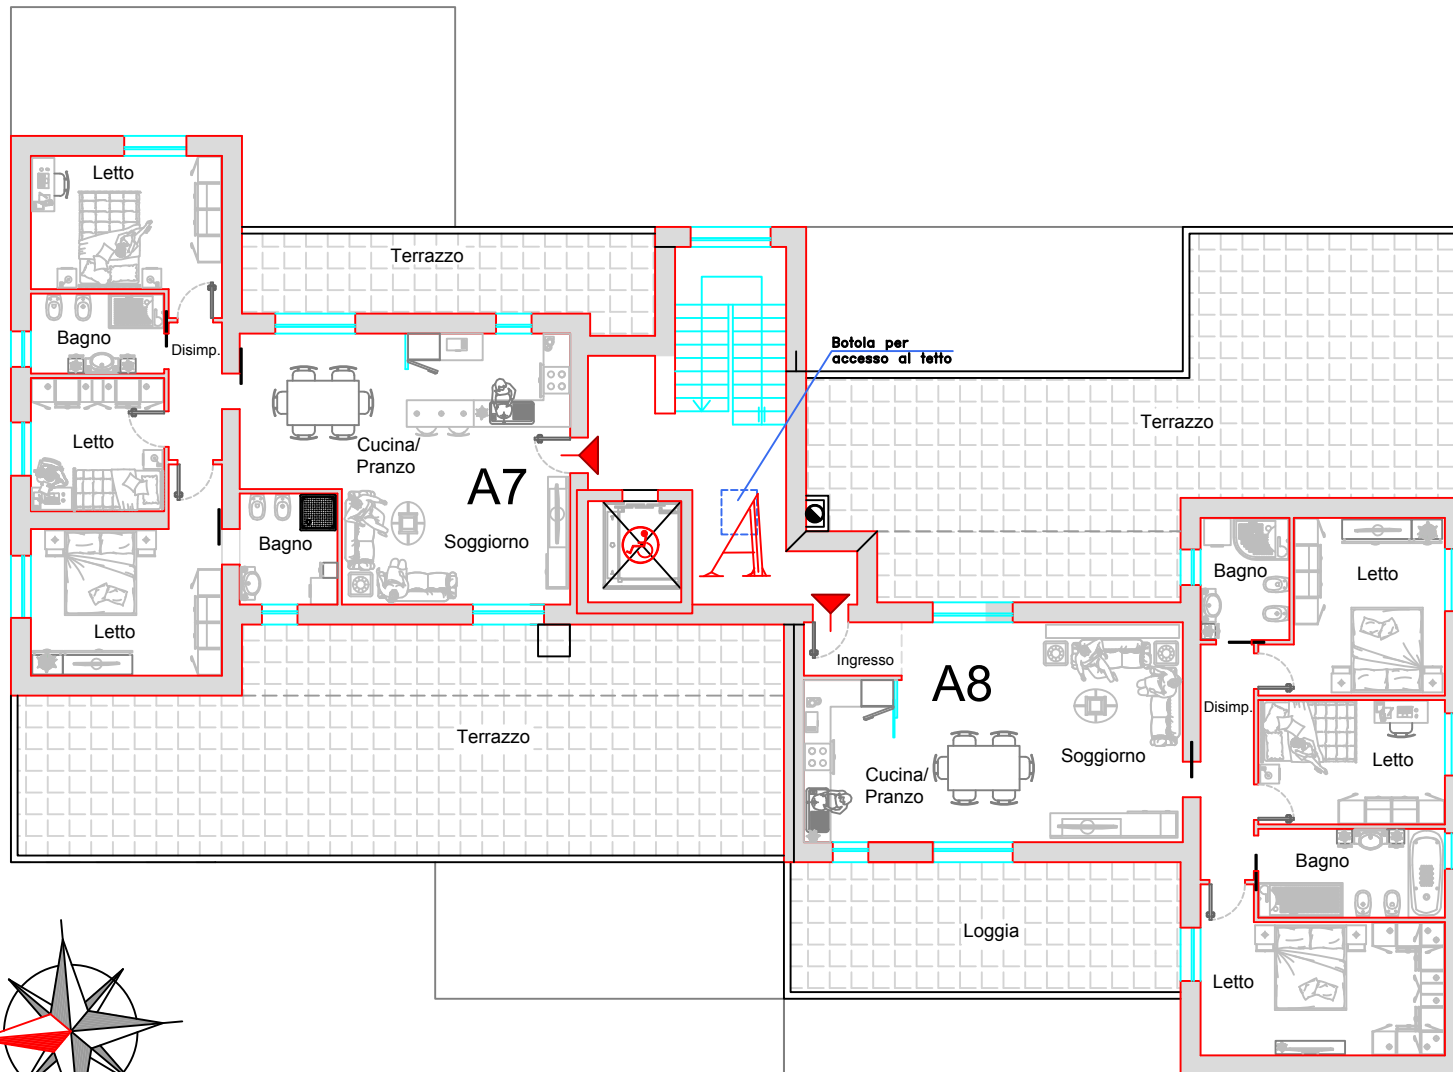 Letto
Terrazzo
Bagno
Disimp.
Botola per
accesso al tetto
Letto
Cucina/
Pranzo
A7
Terrazzo
Bagno
Soggiorno
A
Letto
Bagno
Letto
Ingresso
A8
Disimp.
Terrazzo
Soggiorno
Letto
Cucina/
Pranzo
Bagno
Loggia
Letto